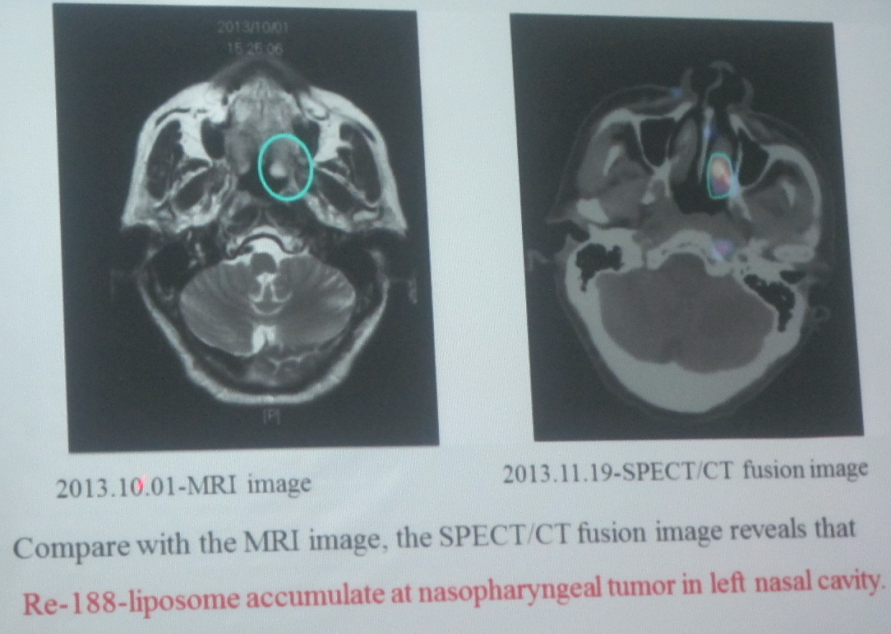 2013/10/01
15:25:06
[P]
2013.10.01-MRI image
2013.11.19-SPECT/CT fusion image
Compare with the MRI image, the SPECT/CT fusion image reveals that
Re-188-liposome accumulate at nasopharyngeal tumor in left nasal cavity.